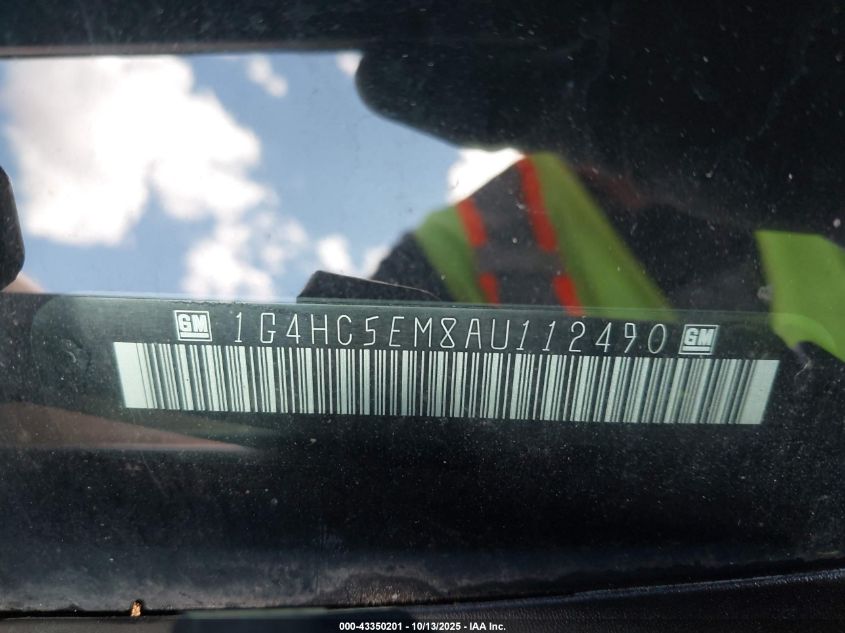 GM 1G4HC5EM8AU112490 GM
000-43350201 - 10/13/2025 - IAA Inc.